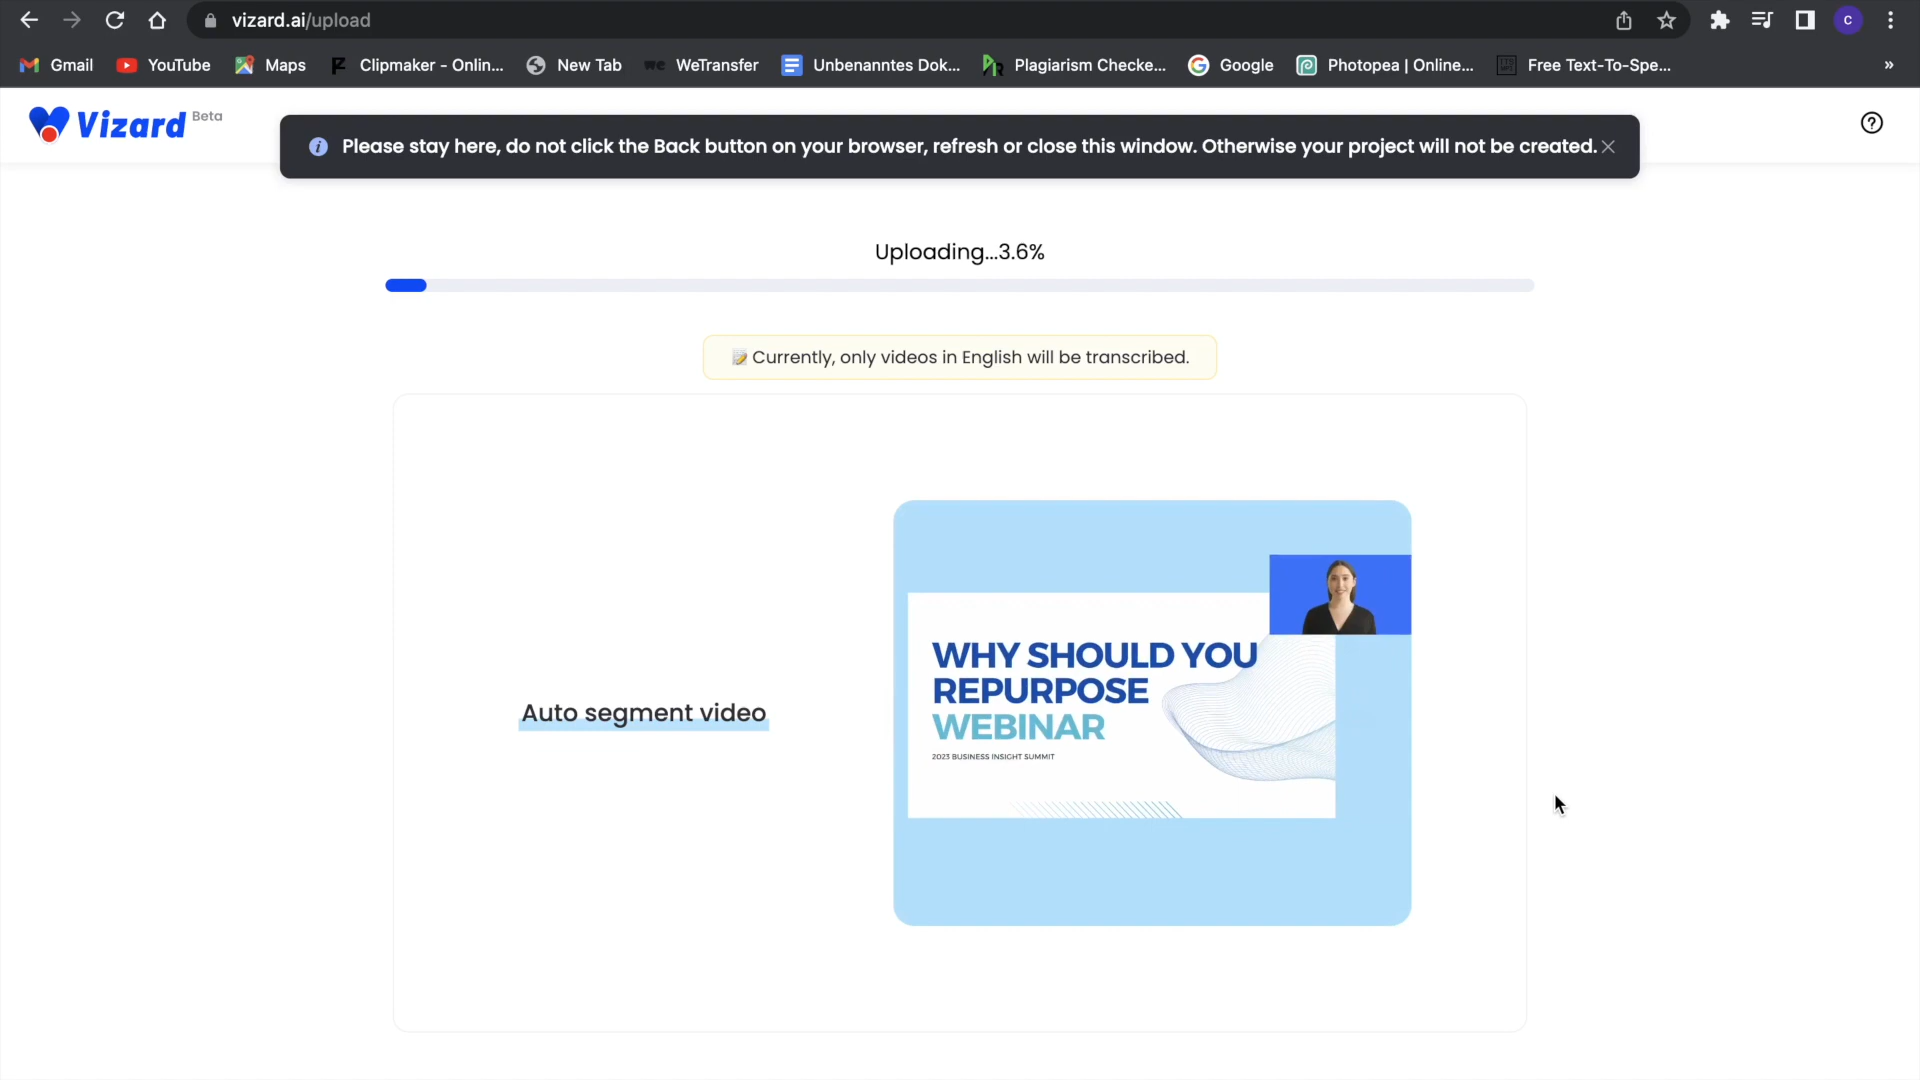 vizard.ai/upload
C
Gmail YouTube Maps Clipmaker - Onlin... New Tab WeTransfer Unbenanntes Dok... Plagiarism Checke... Google Photopea | Online... Free Text-To-Spe... »
Vizard Beta
Please stay here, do not click the Back button on your browser, refresh or close this window. Otherwise your project will not be created.
Uploading...3.6%
Currently, only videos in English will be transcribed.
Auto segment video
WHY SHOULD YOU
REPURPOSE
WEBINAR
2023 BUSINESS INSIGHT SUMMIT